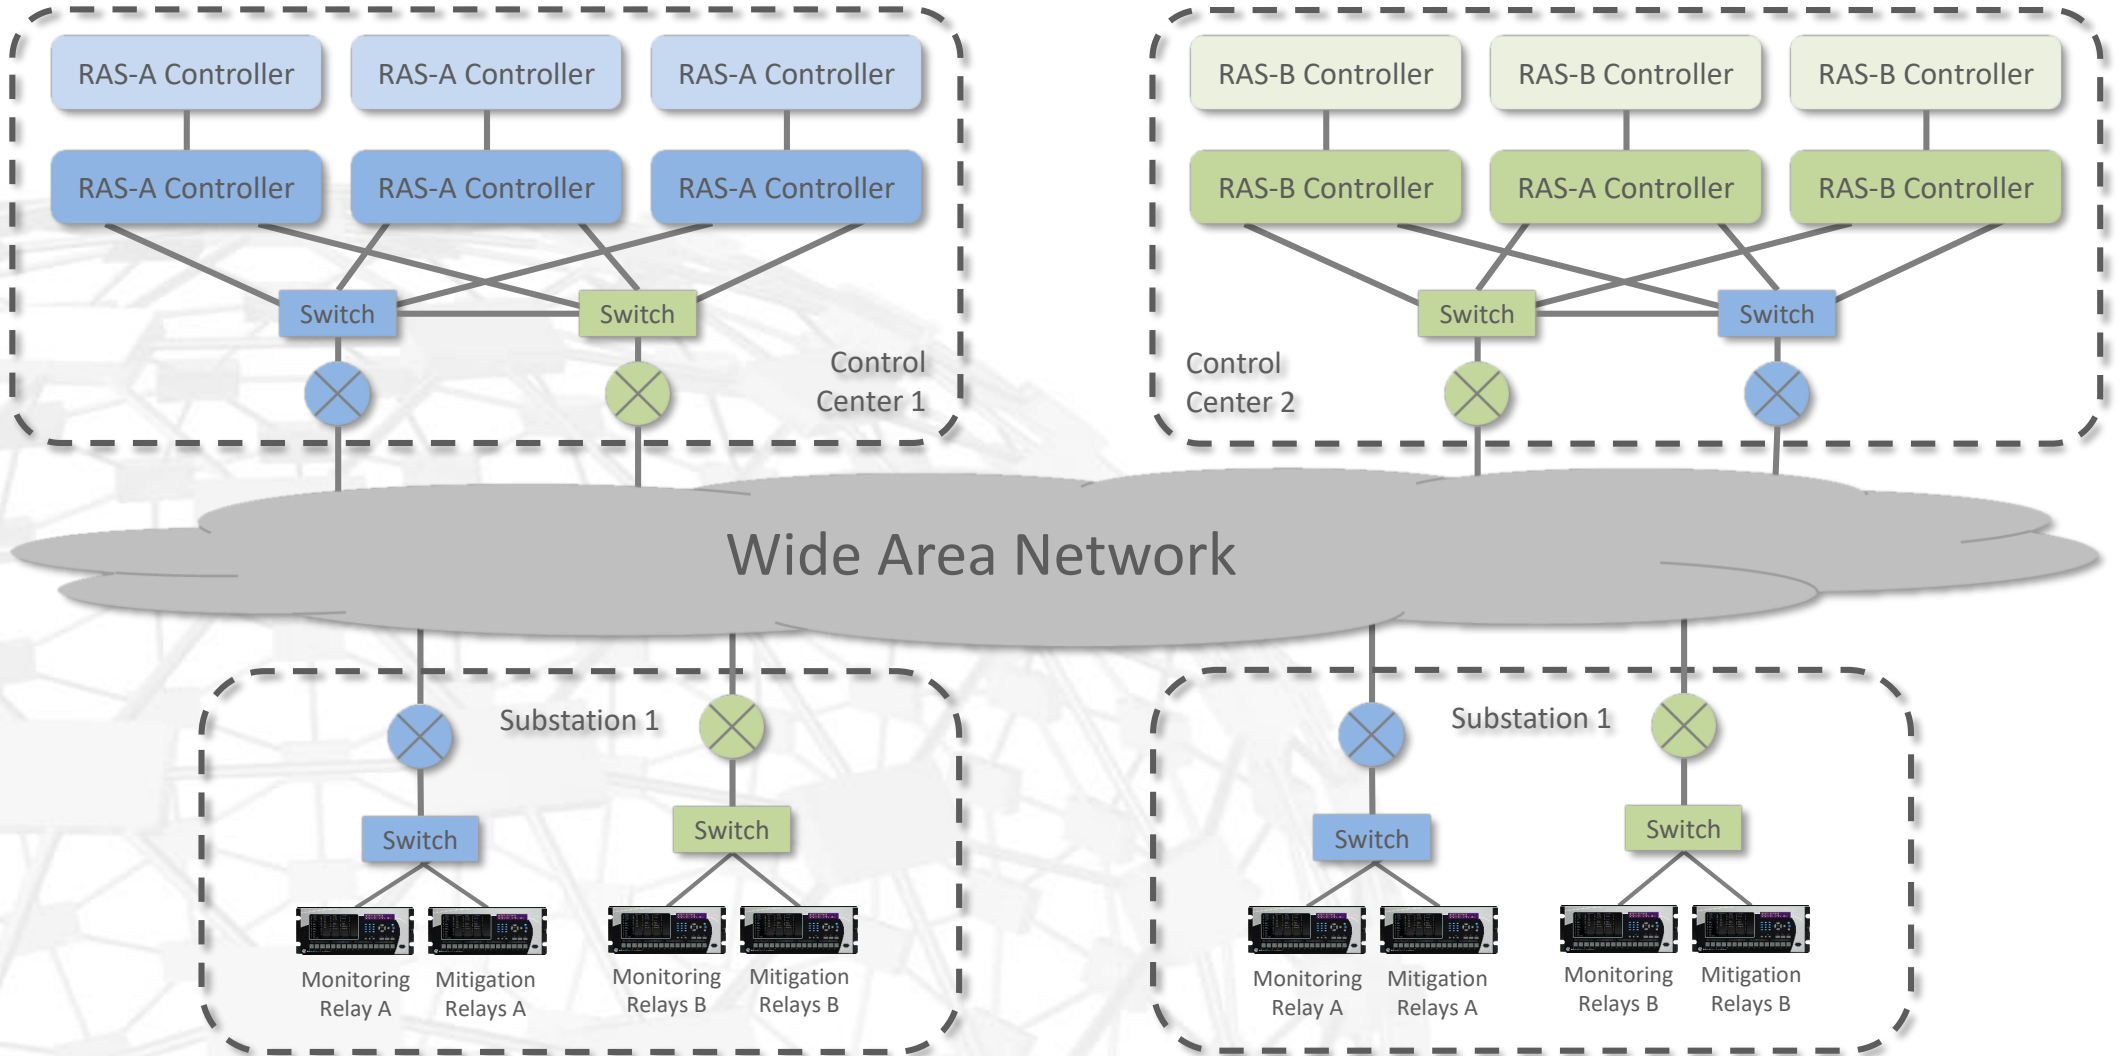 RAS-A Controller
RAS-A Controller
RAS-A Controller
RAS-A Controller
RAS-A Controller
RAS-A Controller
Switch
Switch
Control
Center 1
RAS-B Controller
RAS-B Controller
RAS-B Controller
RAS-B Controller
RAS-A Controller
RAS-B Controller
Switch
Switch
Control
Center 2
Wide Area Network
Substation 1
Switch
Switch
Monitoring
Relay A
Mitigation
Relays A
Monitoring
Relays B
Mitigation
Relays B
Substation 1
Switch
Switch
Monitoring
Relay A
Mitigation
Relays A
Monitoring
Relays B
Mitigation
Relays B